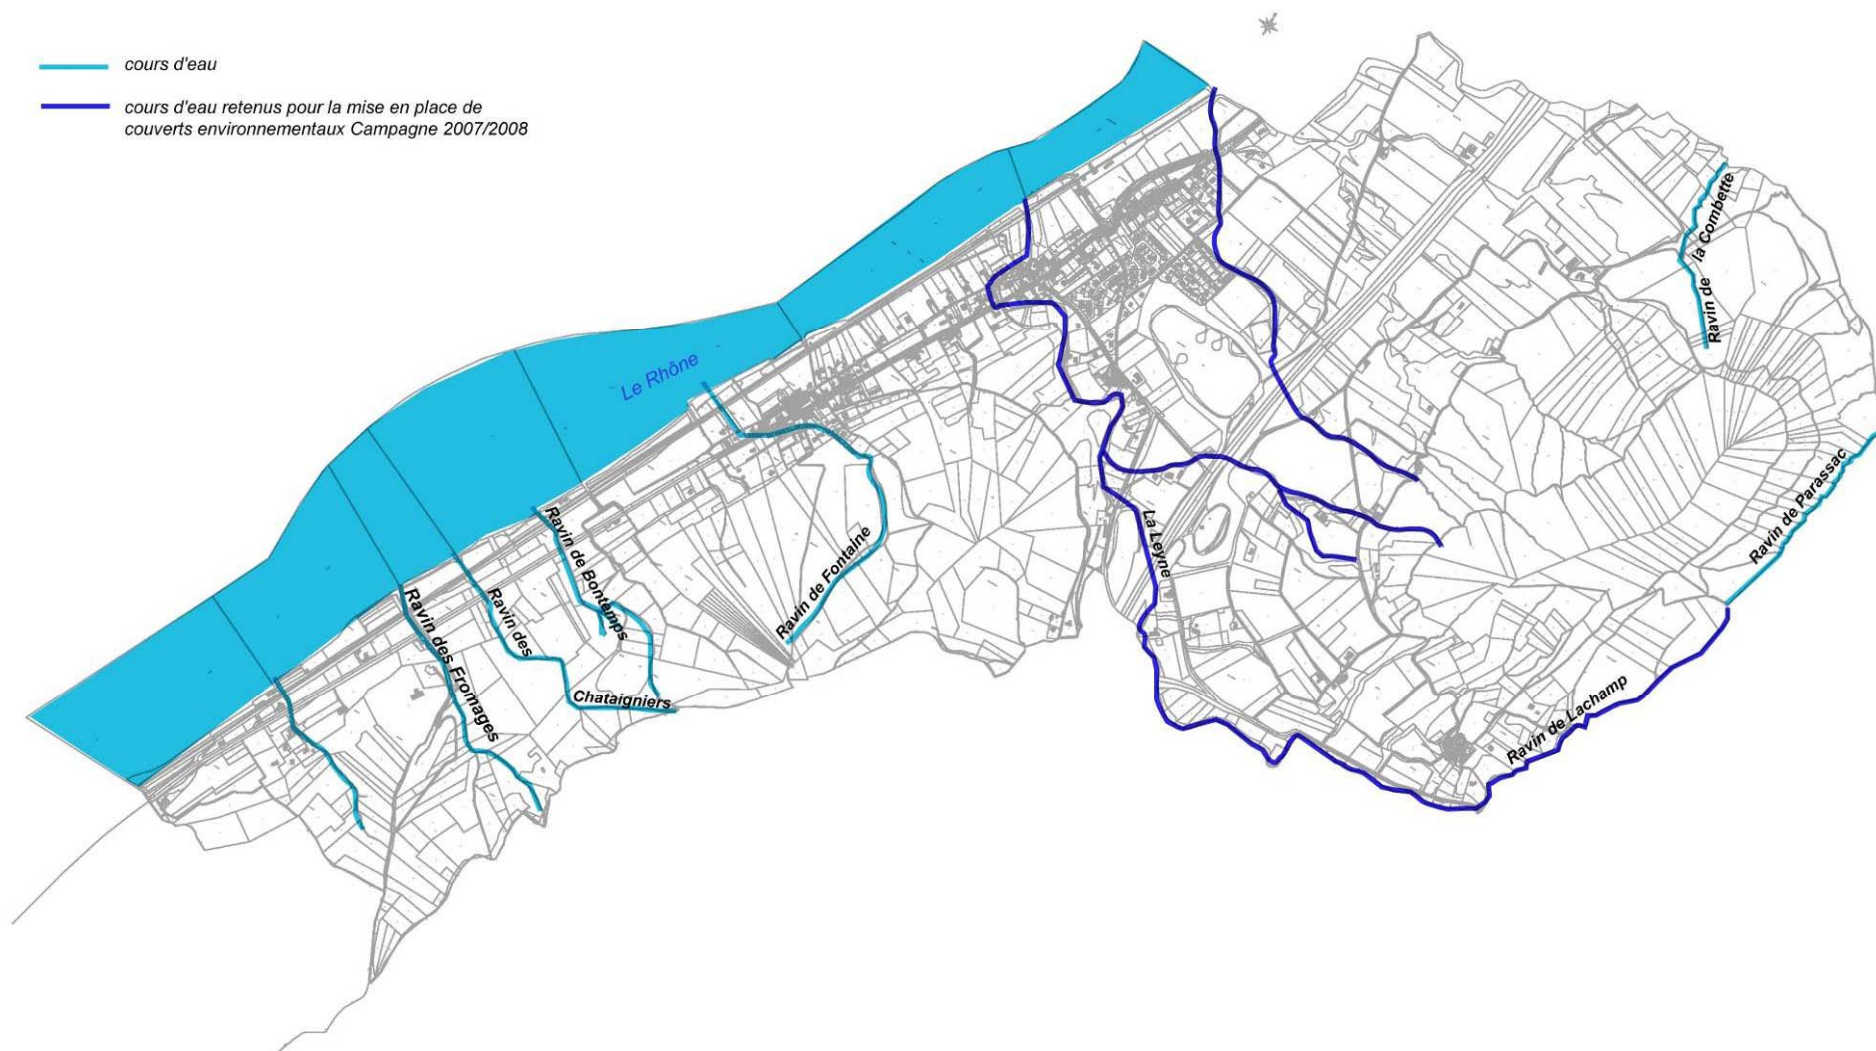 cours d'eau
cours d'eau retenus pour la mise en place de
couverts environnementaux Campagne 2007/2008
Le Rhône
Ravin de la Combette
Ravin de Parassac
Ravin de Lachamp
La Leyne
Ravin de Fontaine
Ravin de Bontemps
Ravin des
Chataigniers
Ravin des Fromages